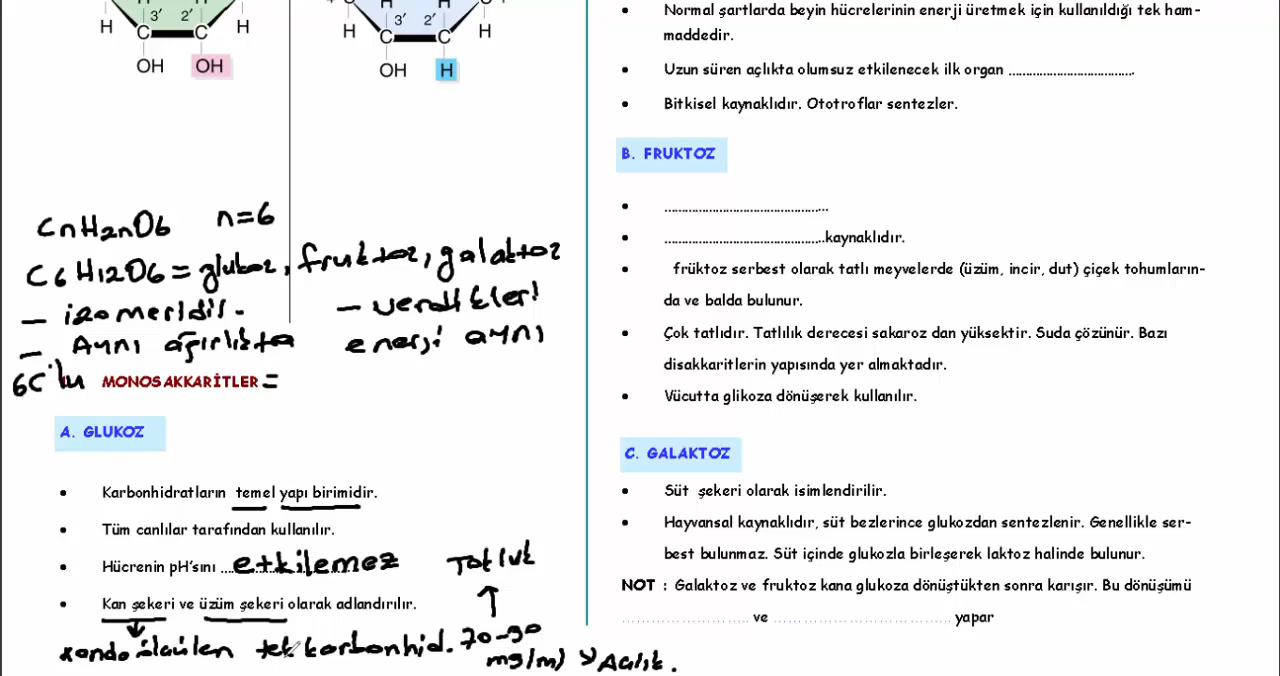 H
3′ 2′
H
C C
OH OH
H H
3′ 2′
H C C H
OH H
CnH2nO6 n=6
C6H12O6 = glukoz, fruktoz, galaktoz
– izomeridir.
– verdikleri
– Aynı ağırlıkta
enerji aynı
6C'lu MONOSAKKARİTLER =
A. GLUKOZ
• Karbonhidratların temel yapı birimidir.
• Tüm canlılar tarafından kullanılır.
• Hücrenin pH'sını ....etkilemez
Tokluk
• Kan şekeri ve üzüm şekeri olarak adlandırılır.
kanda ölçülen tek karbonhid. 70-90
mg/ml Açlık.
• Normal şartlarda beyin hücrelerinin enerji üretmek için kullanıldığı tek ham-
maddedir.
• Uzun süren açlıkta olumsuz etkilenecek ilk organ ....................................
• Bitkisel kaynaklıdır. Ototroflar sentezler.
B. FRUKTOZ
• ................................................
• ...............................................kaynaklıdır.
• früktoz serbest olarak tatlı meyvelerde (üzüm, incir, dut) çiçek tohumların-
da ve balda bulunur.
• Çok tatlıdır. Tatlılık derecesi sakaroz dan yüksektir. Suda çözünür. Bazı
disakkaritlerin yapısında yer almaktadır.
• Vücutta glikoza dönüşerek kullanılır.
C. GALAKTOZ
• Süt şekeri olarak isimlendirilir.
• Hayvansal kaynaklıdır, süt bezlerince glukozdan sentezlenir. Genellikle ser-
best bulunmaz. Süt içinde glukozla birleşerek laktoz halinde bulunur.
NOT : Galaktoz ve fruktoz kana glukoza dönüştükten sonra karışır. Bu dönüşümü
.......................... ve ..................................... yapar